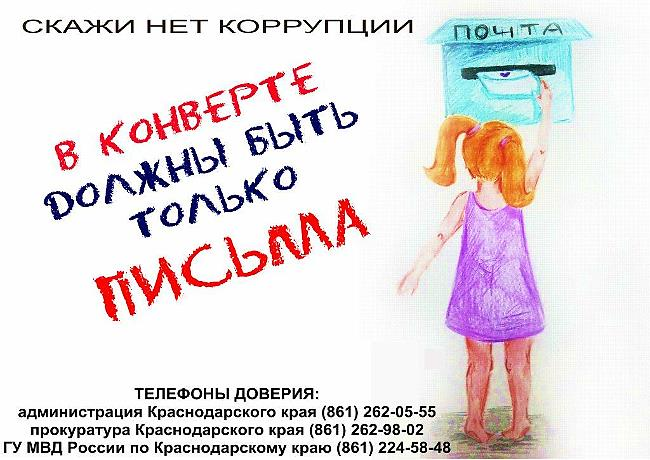 СКАЖИ НЕТ КОРРУПЦИИ
ПОЧТА
В КОНВЕРТЕ
ДОЛЖНЫ БЫТЬ
ТОЛЬКО
ПИСЬМА
ТЕЛЕФОНЫ ДОВЕРИЯ:
администрация Краснодарского края (861) 262-05-55
прокуратура Краснодарского края (861) 262-98-02
ГУ МВД России по Краснодарскому краю (861) 224-58-48